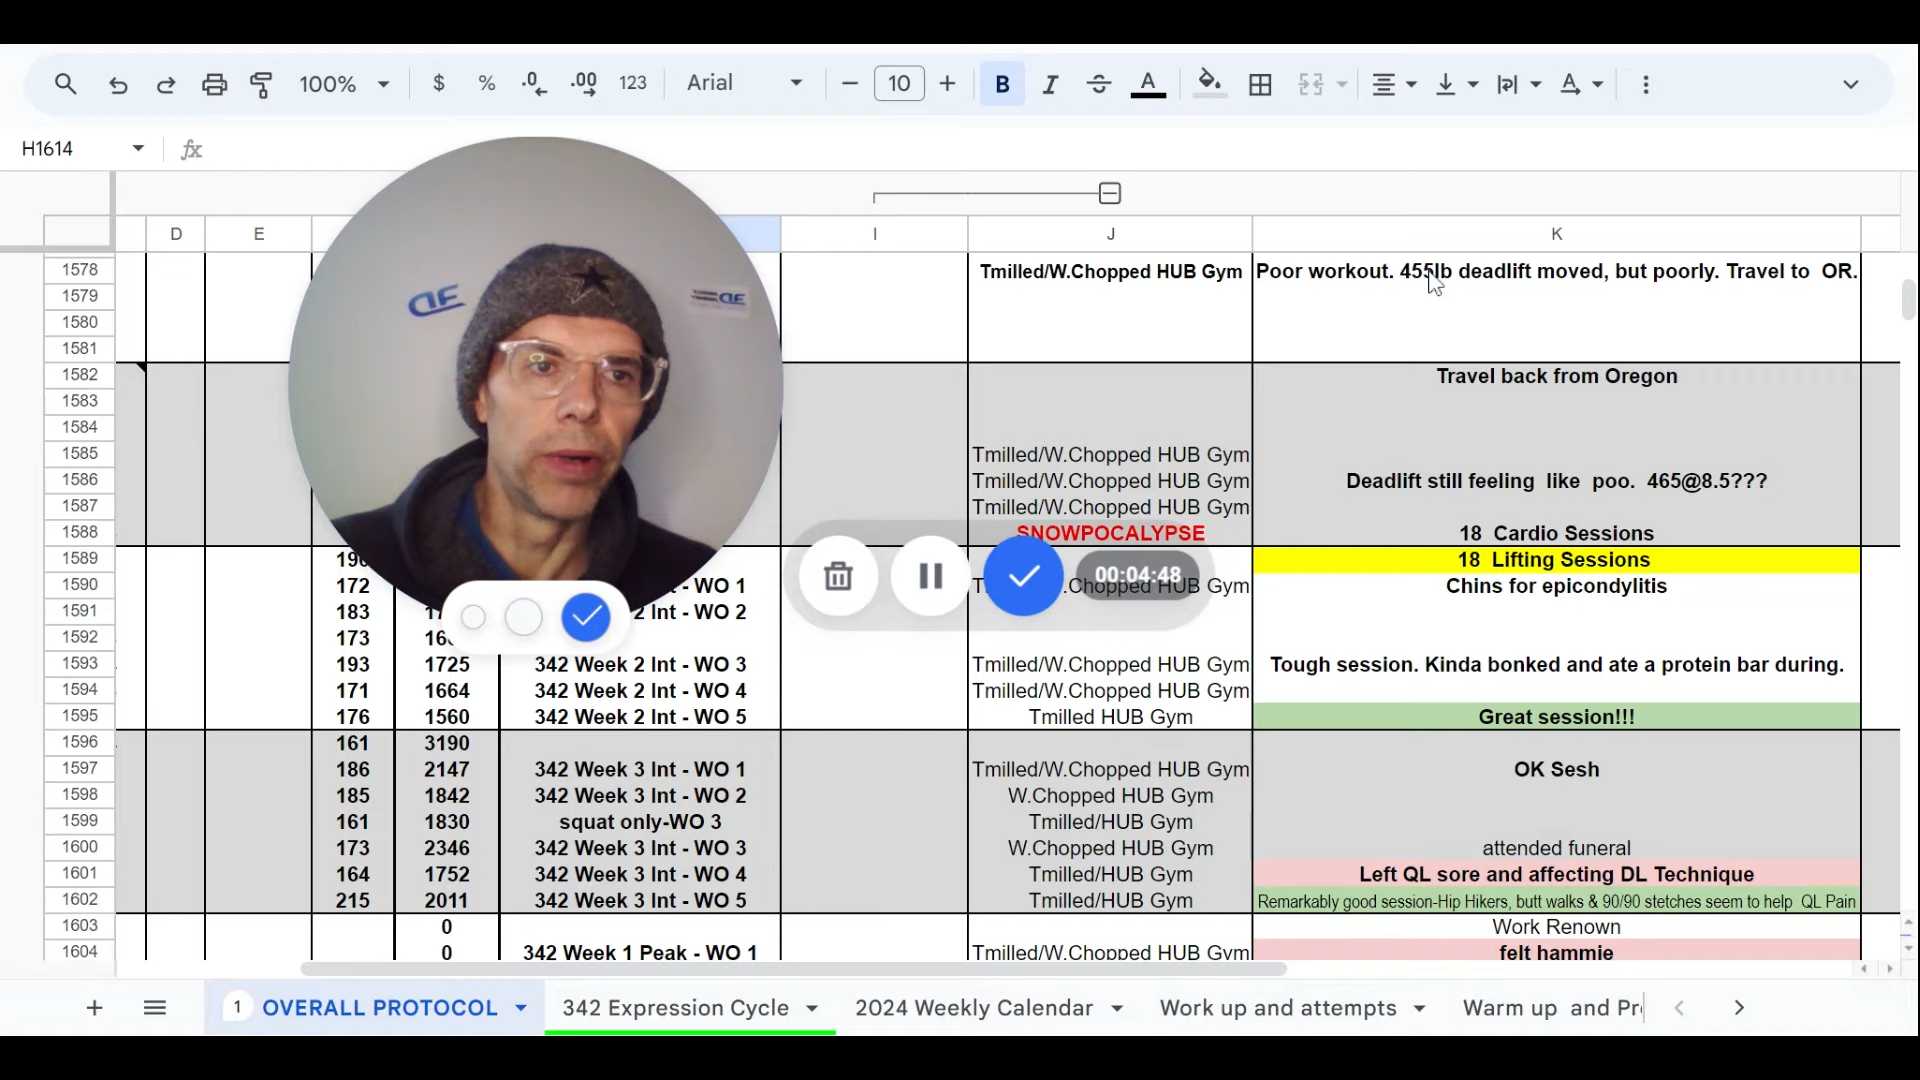 100% $ % .0 .00 123 Arial 10 B I A A
H1614 fx
D E I J K
1578 Tmilled/W.Chopped HUB Gym Poor workout. 455lb deadlift moved, but poorly. Travel to OR.
1579
1580
1581
1582 Travel back from Oregon
1583
1584
1585 Tmilled/W.Chopped HUB Gym
1586 Tmilled/W.Chopped HUB Gym Deadlift still feeling like poo. 465@8.5???
1587 Tmilled/W.Chopped HUB Gym
1588 SNOWPOCALYPSE 18 Cardio Sessions
1589 18 Lifting Sessions
1590 172 - WO 1 Chopped HUB Gym Chins for epicondylitis
00:04:48
1591 183 2 Int - WO 2
1592 173
1593 193 1725 342 Week 2 Int - WO 3 Tmilled/W.Chopped HUB Gym Tough session. Kinda bonked and ate a protein bar during.
1594 171 1664 342 Week 2 Int - WO 4 Tmilled/W.Chopped HUB Gym
1595 176 1560 342 Week 2 Int - WO 5 Tmilled HUB Gym Great session!!!
1596 161 3190
1597 186 2147 342 Week 3 Int - WO 1 Tmilled/W.Chopped HUB Gym OK Sesh
1598 185 1842 342 Week 3 Int - WO 2 W.Chopped HUB Gym
1599 161 1830 squat only-WO 3 Tmilled/HUB Gym
1600 173 2346 342 Week 3 Int - WO 3 W.Chopped HUB Gym attended funeral
1601 164 1752 342 Week 3 Int - WO 4 Tmilled/HUB Gym Left QL sore and affecting DL Technique
1602 215 2011 342 Week 3 Int - WO 5 Tmilled/HUB Gym Remarkably good session-Hip Hikers, butt walks & 90/90 stetches seem to help QL Pain
1603 0 Work Renown
1604 0 342 Week 1 Peak - WO 1 Tmilled/W.Chopped HUB Gym felt hammie
1 OVERALL PROTOCOL 342 Expression Cycle 2024 Weekly Calendar Work up and attempts Warm up and Pr